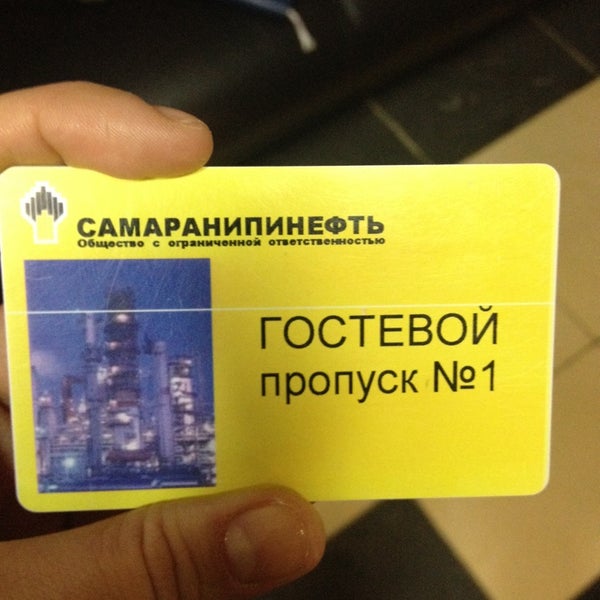 САМАРАНИПИНЕФТЬ
Общество с ограниченной ответственностью
ГОСТЕВОЙ
пропуск №1